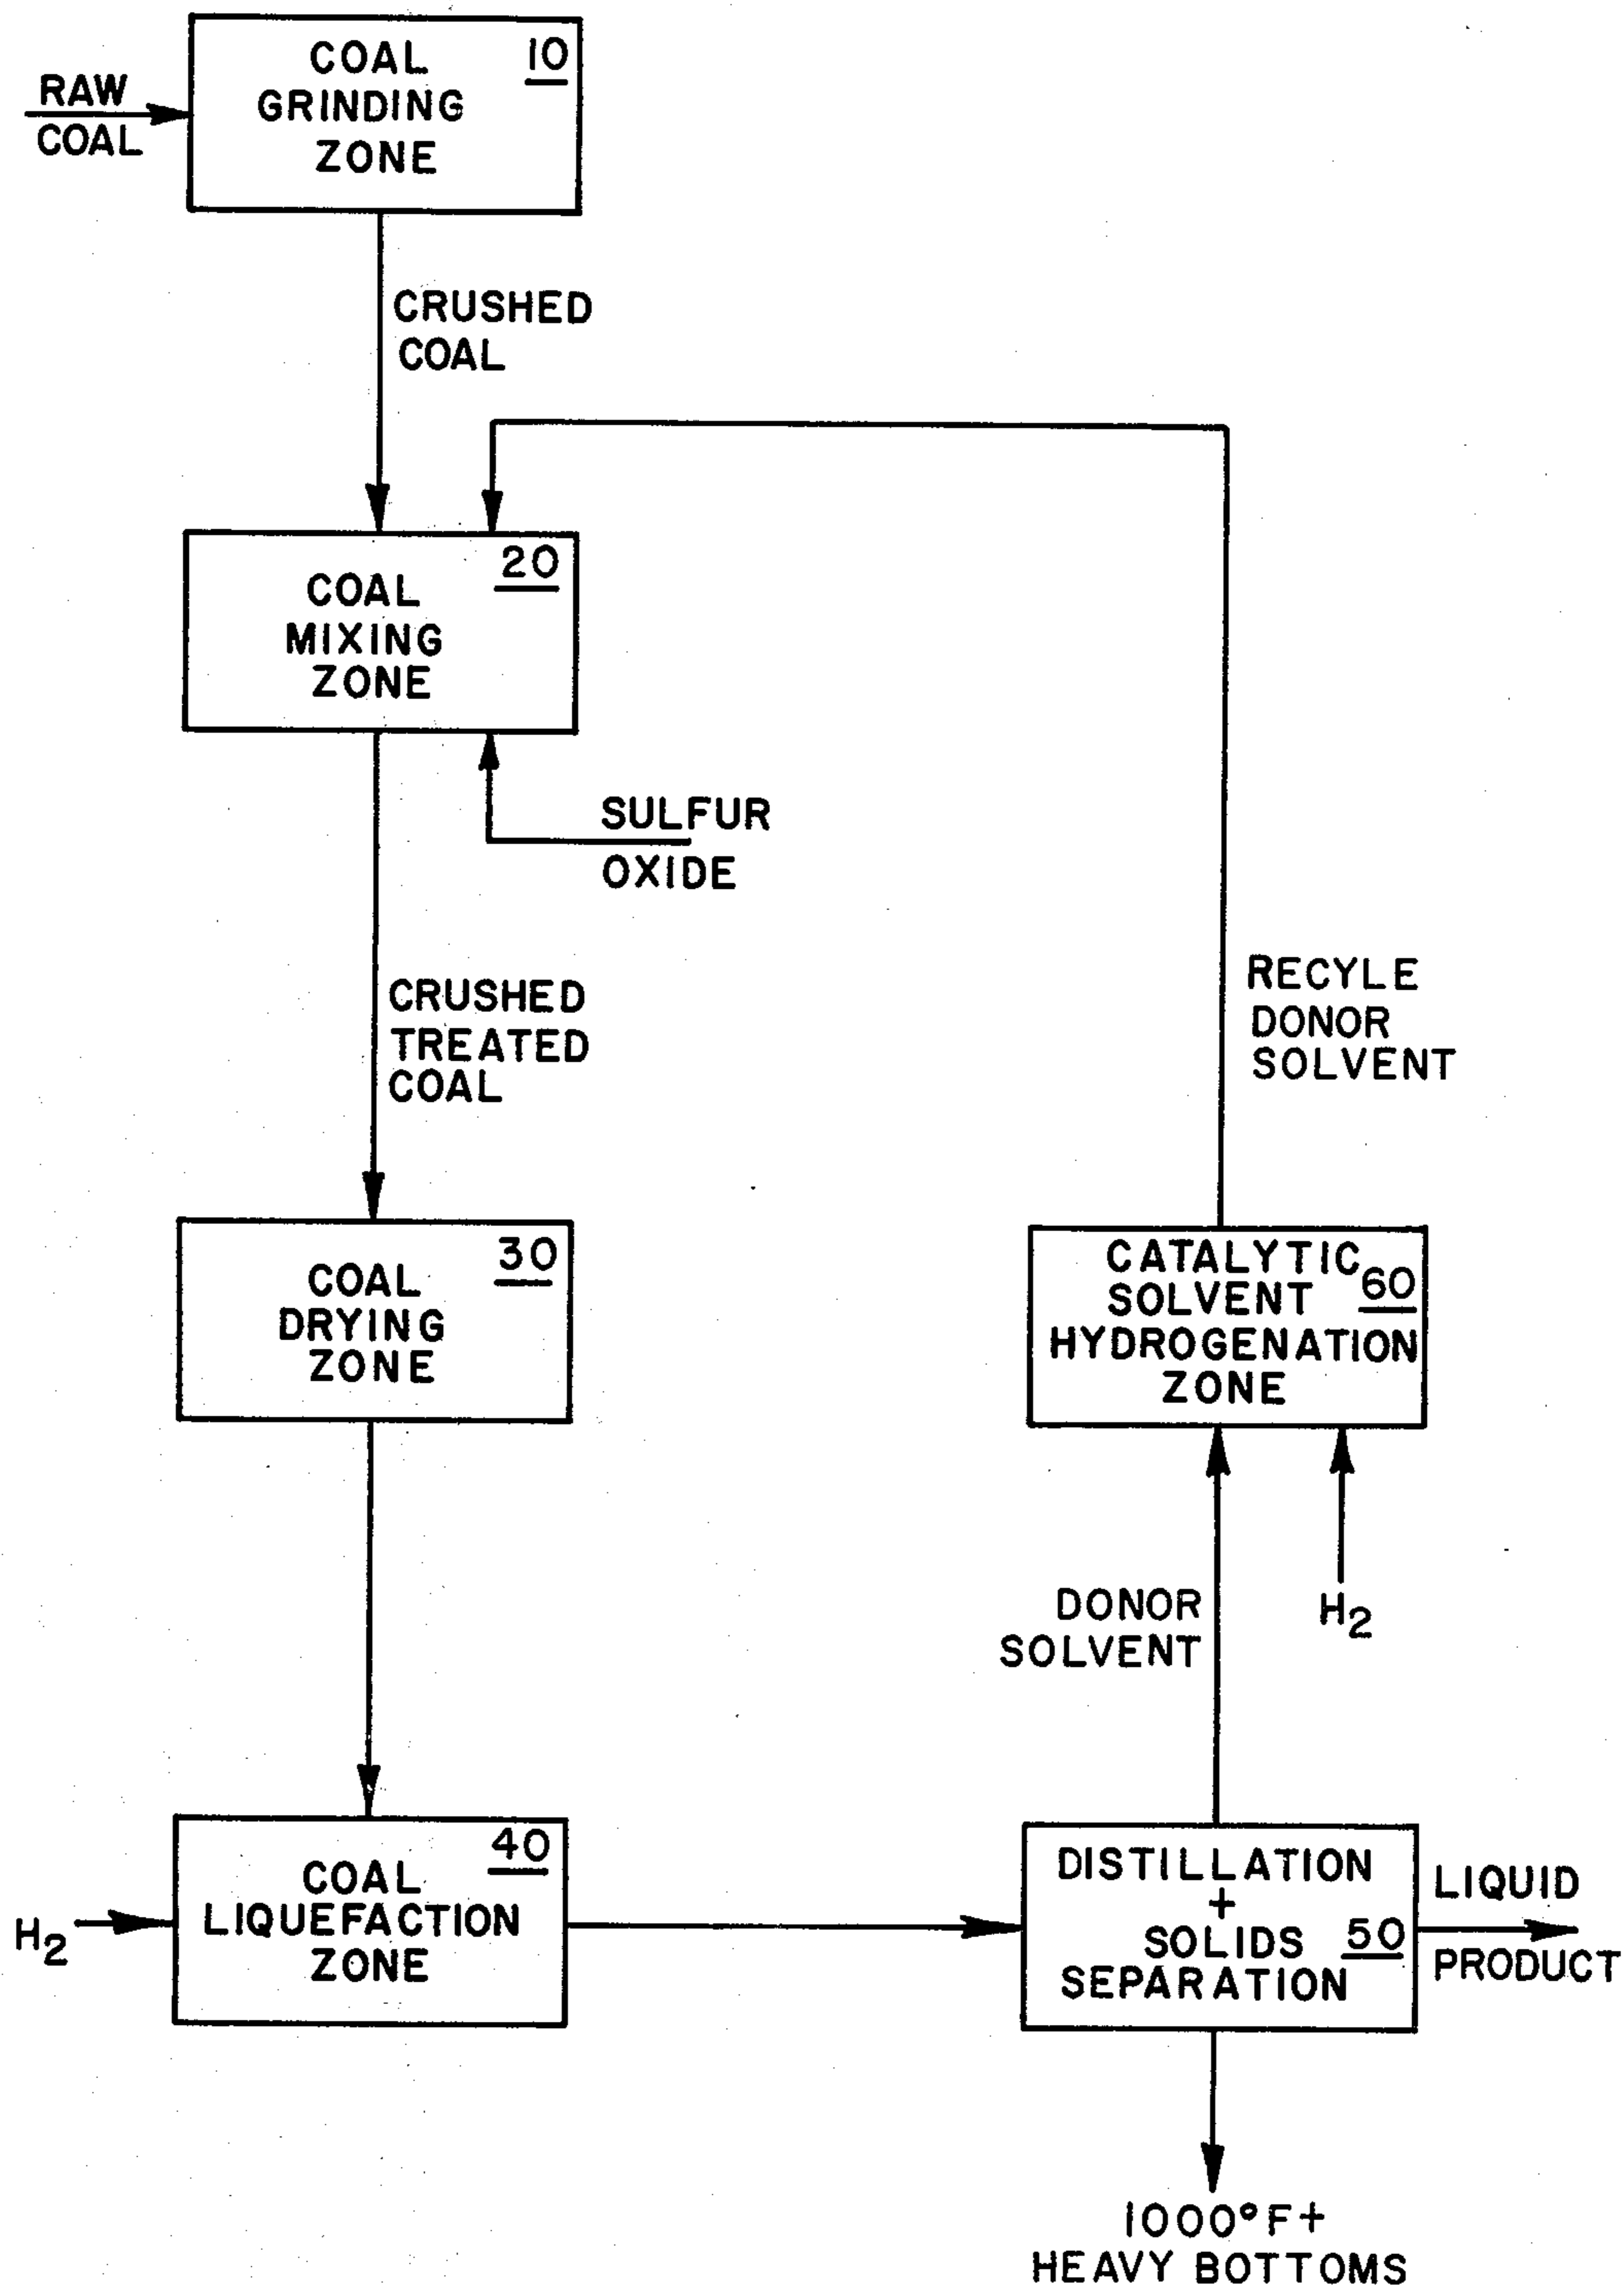 10
COAL
GRINDING
ZONE
RAW
COAL
CRUSHED
COAL
20
COAL
MIXING
ZONE
SULFUR
OXIDE
CRUSHED
TREATED
COAL
RECYLE
DONOR
SOLVENT
30
COAL
DRYING
ZONE
CATALYTIC
SOLVENT 60
HYDROGENATION
ZONE
DONOR
SOLVENT
H2
40
COAL
LIQUEFACTION
ZONE
H2
DISTILLATION
+
SOLIDS 50
SEPARATION
LIQUID
PRODUCT
1000°F+
HEAVY BOTTOMS